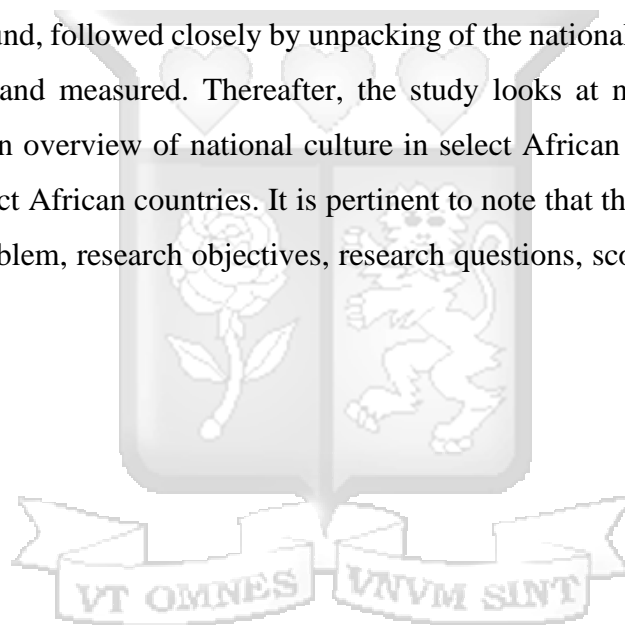 und, followed closely by unpacking of the national
and measured. Thereafter, the study looks at n
n overview of national culture in select African
ct African countries. It is pertinent to note that th
blem, research objectives, research questions, sco
VT OMNES VNVM SINT